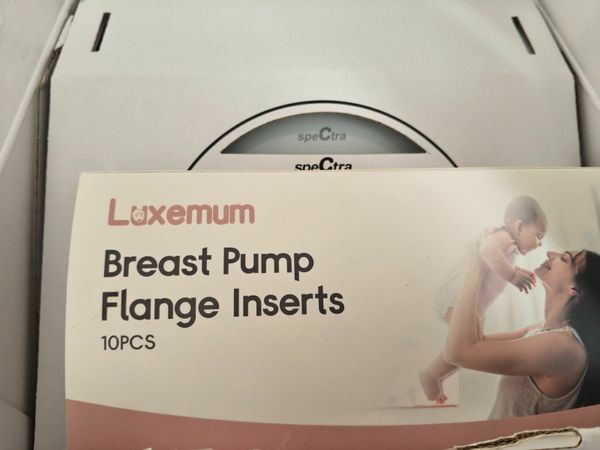 speCtra
speCtra
Luxemum
Breast Pump
Flange Inserts
10PCS